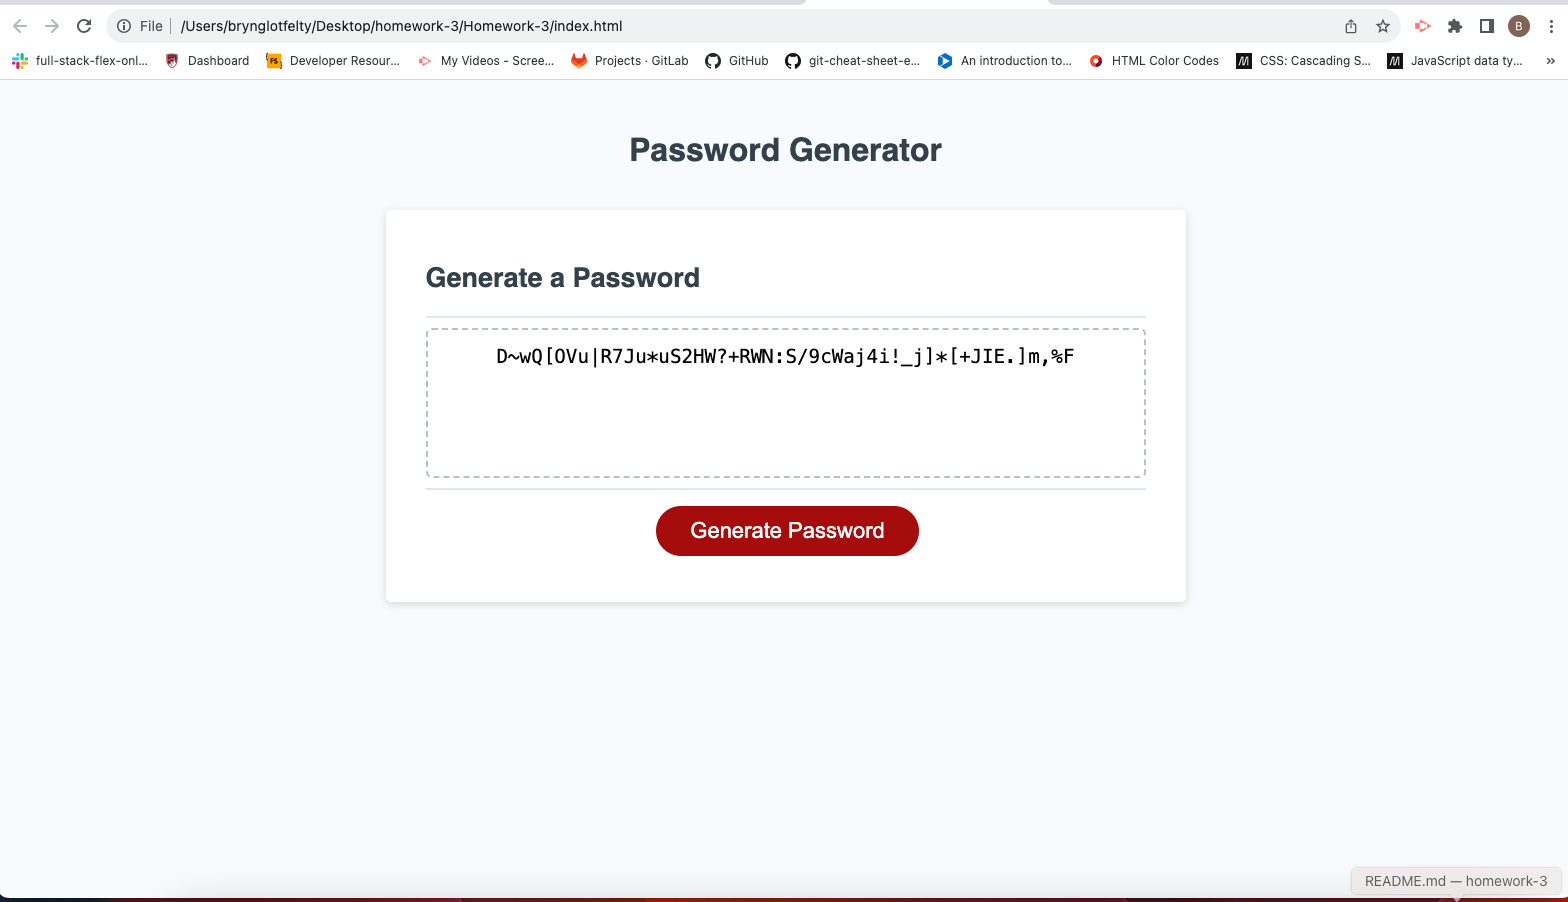 File | /Users/brynglotfelty/Desktop/homework-3/Homework-3/index.html
B
full-stack-flex-onl... Dashboard FS Developer Resour... My Videos - Scree... Projects · GitLab GitHub git-cheat-sheet-e... An introduction to... HTML Color Codes CSS: Cascading S... JavaScript data ty... »
Password Generator
Generate a Password
D~wQ[OVu|R7Ju*uS2HW?+RWN:S/9cWaj4i!_j]*[+JIE.]m,%F
Generate Password
README.md — homework-3